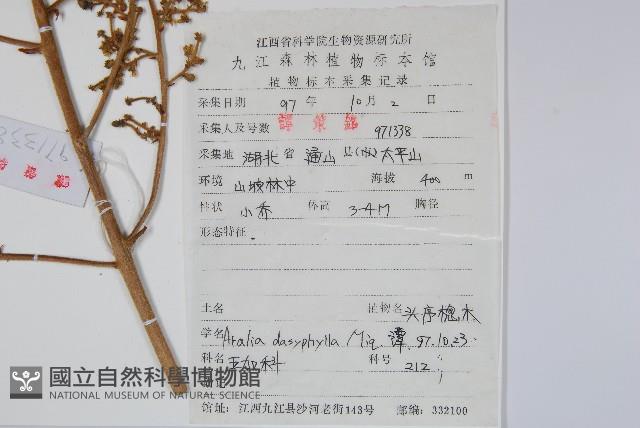 江西省科学院生物资源研究所
九江森林植物标本馆
植物标本采集记录
采集日期 97 年 10 月 2 日
采集人及号数 谭策铭 971338
采集地 湖北 省 通山 县(市) 太平山
环境 山坡林中 海拔 400 m
性状 小乔 体高 3-4M 胸径
形态特征
土名 植物名 头序楤木
学名 Aralia dasyphylla Miq. 谭 97.10.23.
科名 五加科 科号 212
馆址: 江西九江县沙河老街143号 邮编: 332100
971338
國立自然科學博物館
NATIONAL MUSEUM OF NATURAL SCIENCE